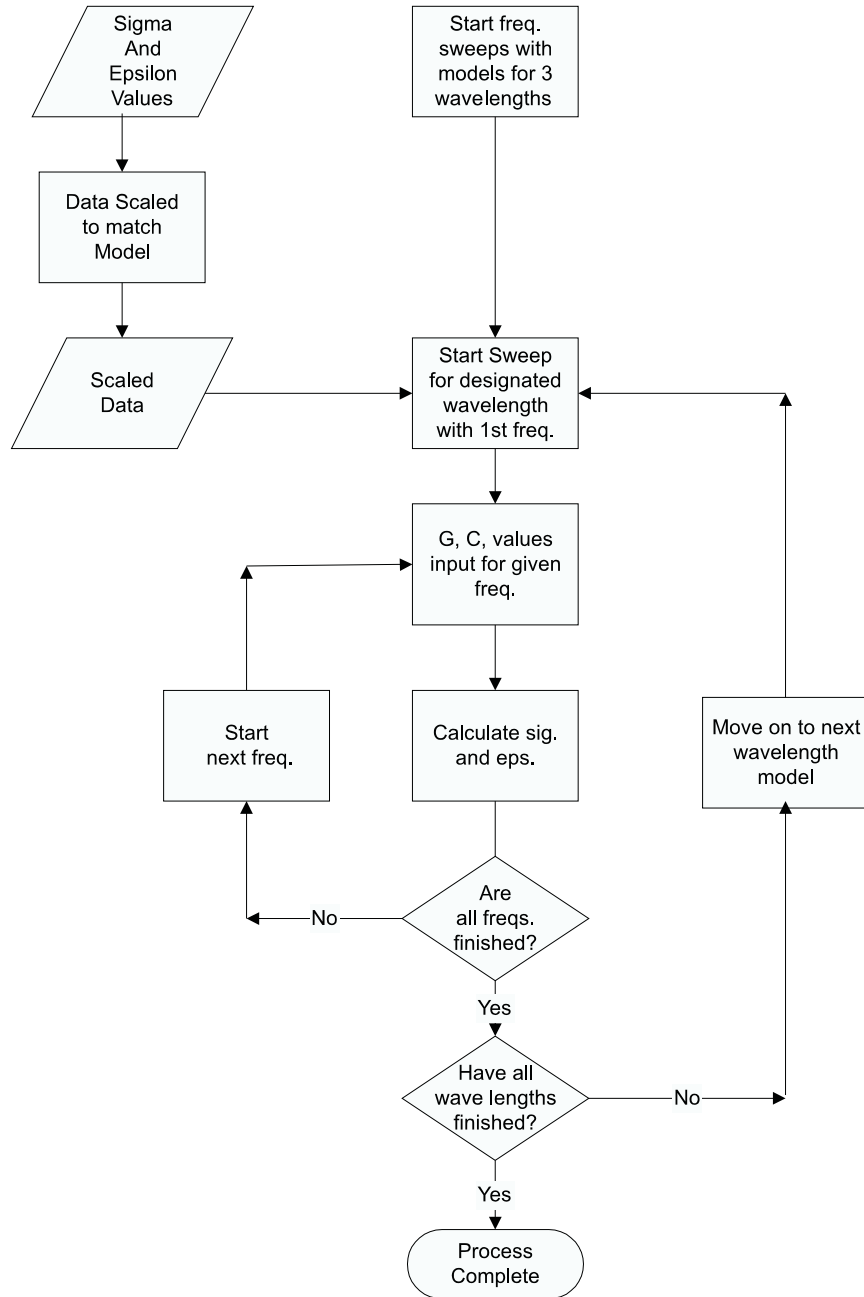 Sigma
And
Epsilon
Values
Start freq.
sweeps with
models for 3
wavelengths
Data Scaled
to match
Model
Scaled
Data
Start Sweep
for designated
wavelength
with 1st freq.
G, C, values
input for given
freq.
Start
next freq.
Calculate sig.
and eps.
Move on to next
wavelength
model
Are
all freqs.
finished?
No
Yes
Have all
wave lengths
finished?
No
Yes
Process
Complete